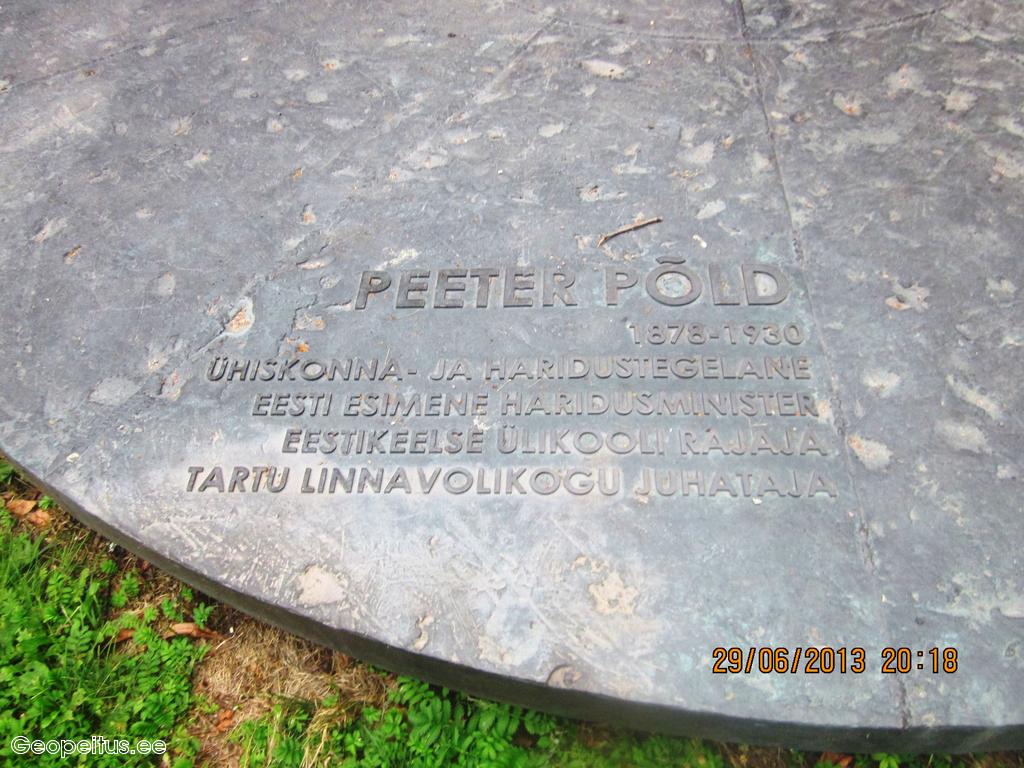 PEETER PÕLD
1878-1930
ÜHISKONNA- JA HARIDUSTEGELANE
EESTI ESIMENE HARIDUSMINISTER
EESTIKEELSE ÜLIKOOLI RAJAJA
TARTU LINNAVOLIKOGU JUHATAJA
29/06/2013 20:18
Geopeitus.ee